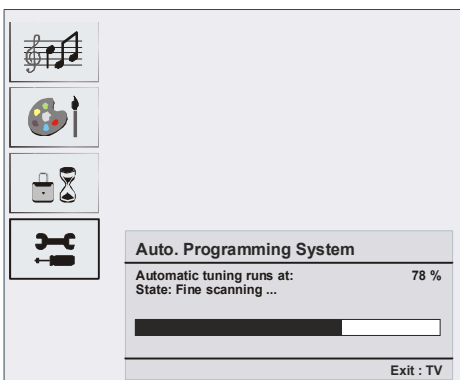 Auto. Programming System
Automatic tuning runs at: 78 %
State: Fine scanning ...
Exit : TV